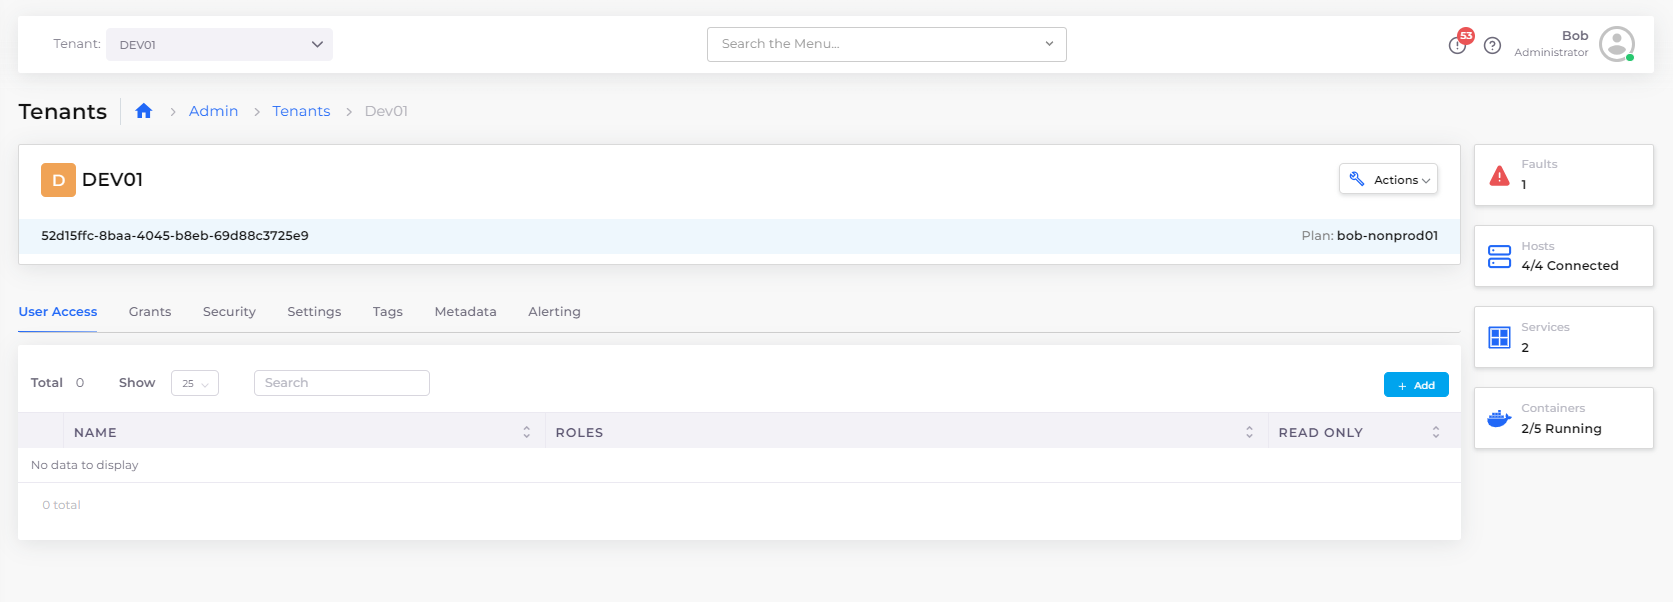 Tenant: DEV01
Search the Menu...
53
Bob
Administrator
Tenants
Admin
Tenants
Dev01
D DEV01
Actions
52d15ffc-8baa-4045-b8eb-69d88c3725e9
Plan: bob-nonprod01
Faults
1
Hosts
4/4 Connected
Services
2
Containers
2/5 Running
User Access Grants Security Settings Tags Metadata Alerting
Total 0 Show 25 Search
+ Add
NAME ROLES READ ONLY
No data to display
0 total